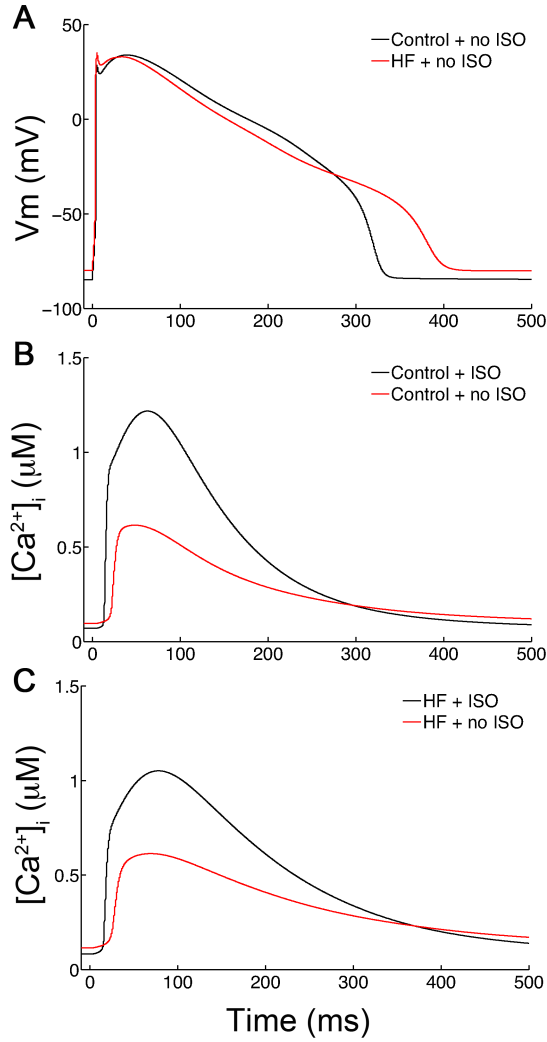 A
Vm (mV)
50
0
−50
−100
Control + no ISO
HF + no ISO
0 100 200 300 400 500
B
[Ca²⁺]ᵢ (μM)
1.5
1
0.5
0
Control + ISO
Control + no ISO
0 100 200 300 400 500
C
[Ca²⁺]ᵢ (μM)
1.5
1
0.5
0
HF + ISO
HF + no ISO
0 100 200 300 400 500
Time (ms)